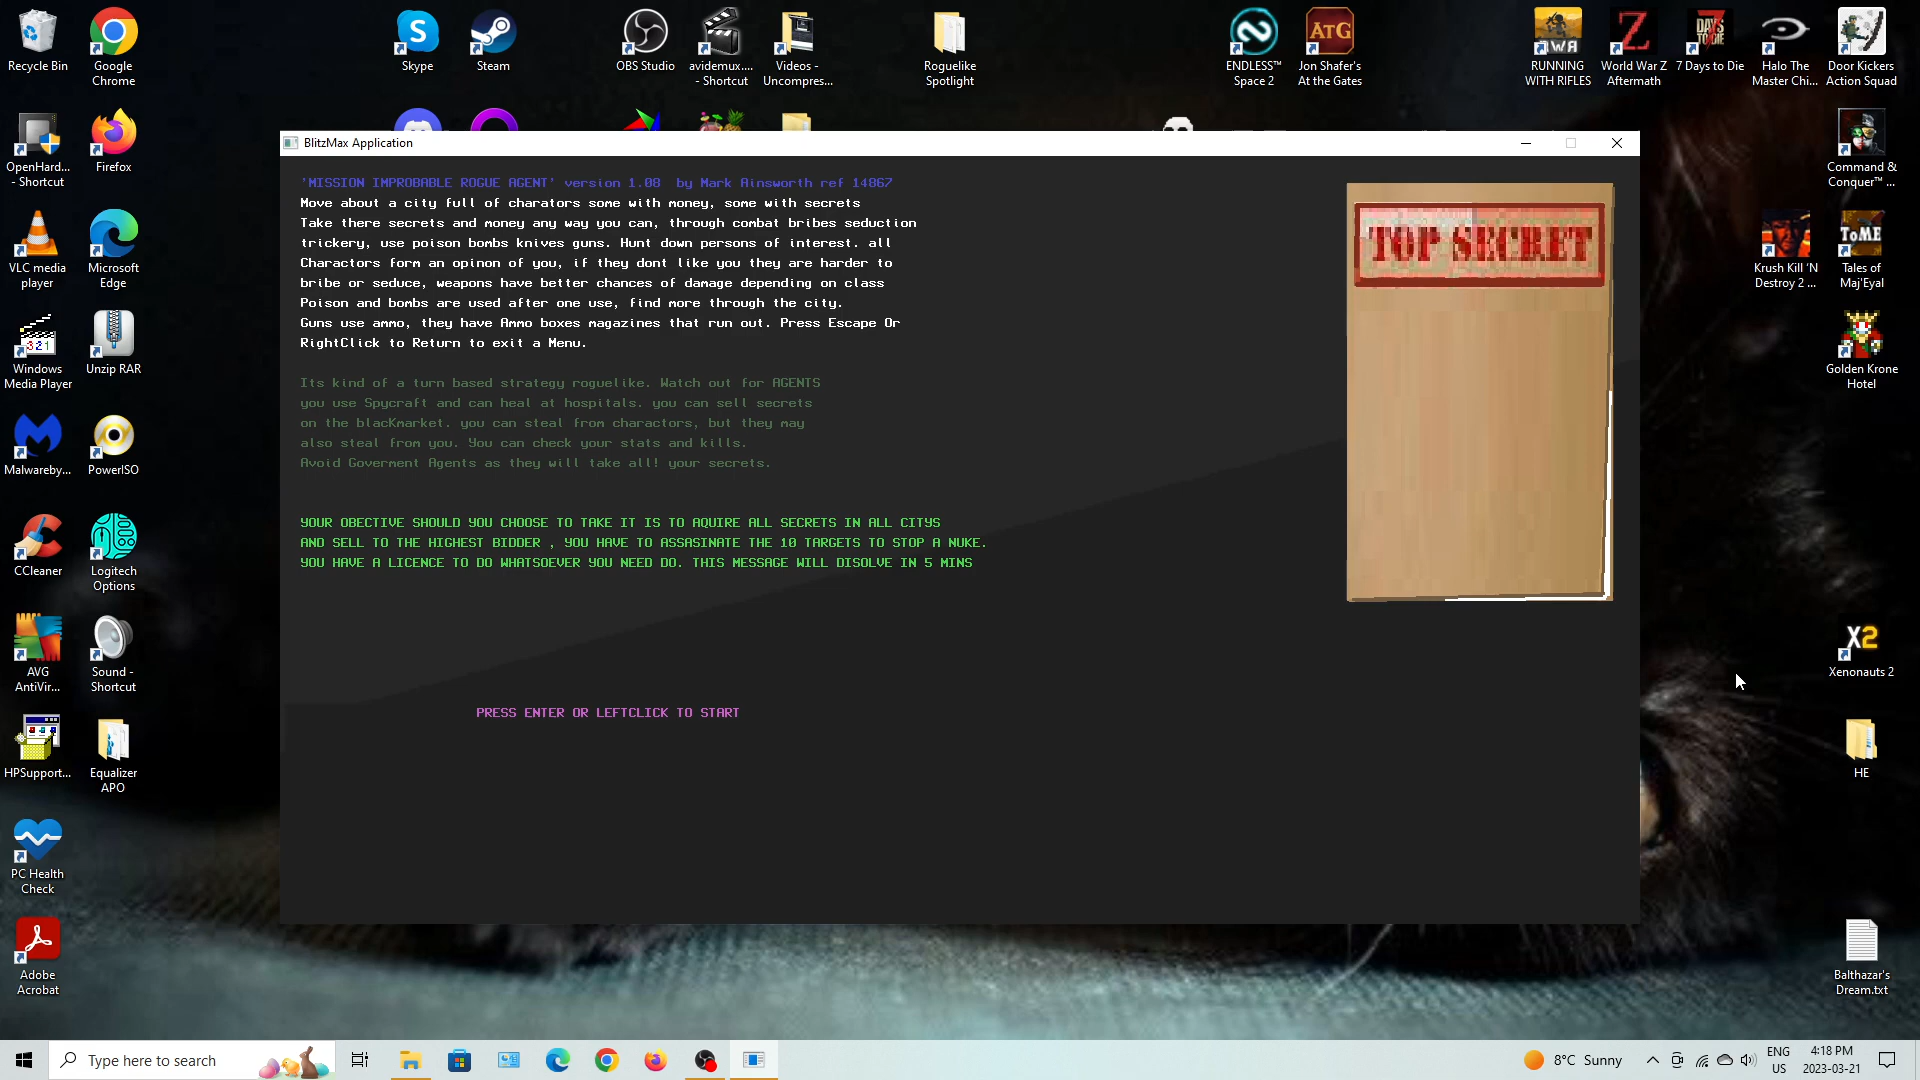 Recycle Bin
Google Chrome
Skype
Steam
OBS Studio
avidemux.... - Shortcut
Videos - Uncompres...
Roguelike Spotlight
ENDLESS™ Space 2
Jon Shafer's At the Gates
RUNNING WITH RIFLES
World War Z Aftermath
7 Days to Die
Halo The Master Chi...
Door Kickers Action Squad
OpenHard... - Shortcut
Firefox
Command & Conquer™ ...
VLC media player
Microsoft Edge
Krush Kill 'N Destroy 2 ...
Tales of Maj'Eyal
Windows Media Player
Unzip RAR
Golden Krone Hotel
Malwareby...
PowerISO
CCleaner
Logitech Options
AVG AntiVir...
Sound - Shortcut
Xenonauts 2
HPSupport...
Equalizer APO
HE
PC Health Check
Adobe Acrobat
Balthazar's Dream.txt
BlitzMax Application
'MISSION IMPROBABLE ROGUE AGENT' version 1.08 by Mark Ainsworth ref 14867
Move about a city full of charators some with money, some with secrets
Take there secrets and money any way you can, through combat bribes seduction
trickery, use poison bombs knives guns. Hunt down persons of interest. all
Charactors form an opinon of you, if they dont like you they are harder to
bribe or seduce, weapons have better chances of damage depending on class
Poison and bombs are used after one use, find more through the city.
Guns use ammo, they have Ammo boxes magazines that run out. Press Escape Or
RightClick to Return to exit a Menu.
Its kind of a turn based strategy roguelike. Watch out for AGENTS
you use Spycraft and can heal at hospitals. you can sell secrets
on the blacKmarket. you can steal from charactors, but they may
also steal from you. You can check your stats and kills.
Avoid Goverment Agents as they will take all! your secrets.
YOUR OBECTIVE SHOULD YOU CHOOSE TO TAKE IT IS TO AQUIRE ALL SECRETS IN ALL CITYS
AND SELL TO THE HIGHEST BIDDER , YOU HAVE TO ASSASINATE THE 10 TARGETS TO STOP A NUKE.
YOU HAVE A LICENCE TO DO WHATSOEVER YOU NEED DO. THIS MESSAGE WILL DISOLVE IN 5 MINS
PRESS ENTER OR LEFTCLICK TO START
TOP SECRET
Type here to search
8°C Sunny
ENG
US
4:18 PM
2023-03-21